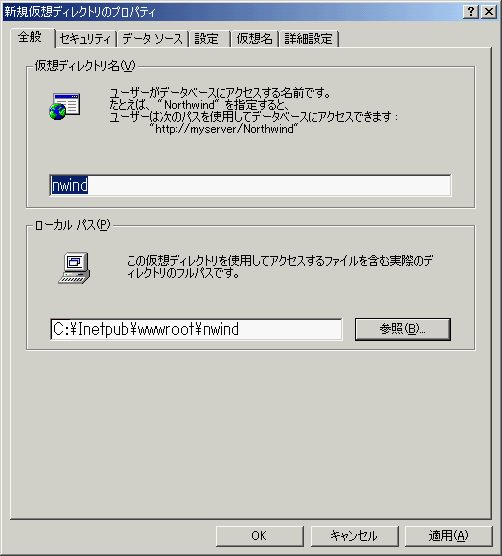 新規仮想ディレクトリのプロパティ
全般 セキュリティ データ ソース 設定 仮想名 詳細設定
仮想ディレクトリ名(V)
ユーザーがデータベースにアクセスする名前です。
たとえば、"Northwind" を指定すると、
ユーザーは次のパスを使用してデータベースにアクセスできます :
"http://myserver/Northwind"
nwind
ローカル パス(P)
この仮想ディレクトリを使用してアクセスするファイルを含む実際のデ
ィレクトリのフルパスです。
C:¥Inetpub¥wwwroot¥nwind
参照(B)...
OK キャンセル 適用(A)